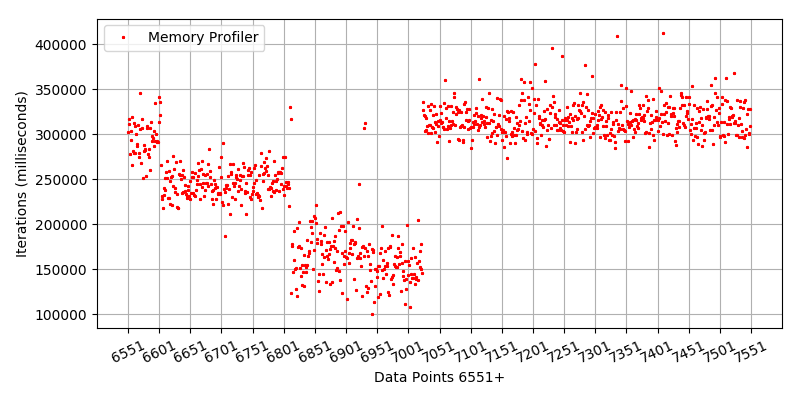 Memory Profiler
Iterations (milliseconds)
400000
350000
300000
250000
200000
150000
100000
6551 6601 6651 6701 6751 6801 6851 6901 6951 7001 7051 7101 7151 7201 7251 7301 7351 7401 7451 7501 7551
Data Points 6551+